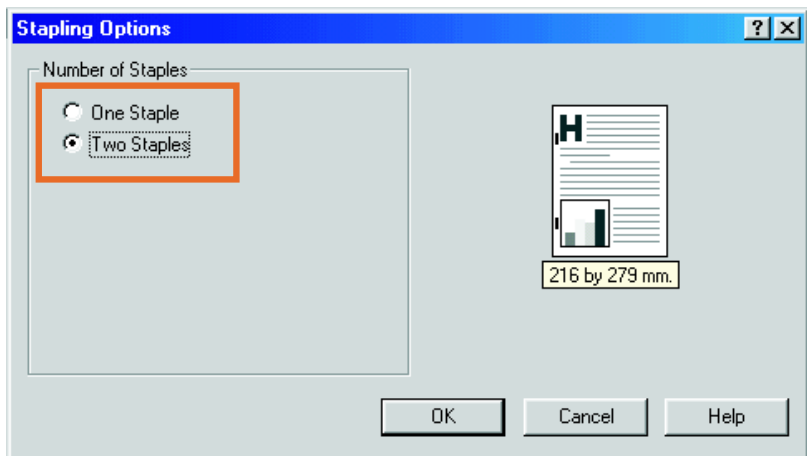 Stapling Options
Number of Staples
One Staple
Two Staples
H
216 by 279 mm.
OK Cancel Help